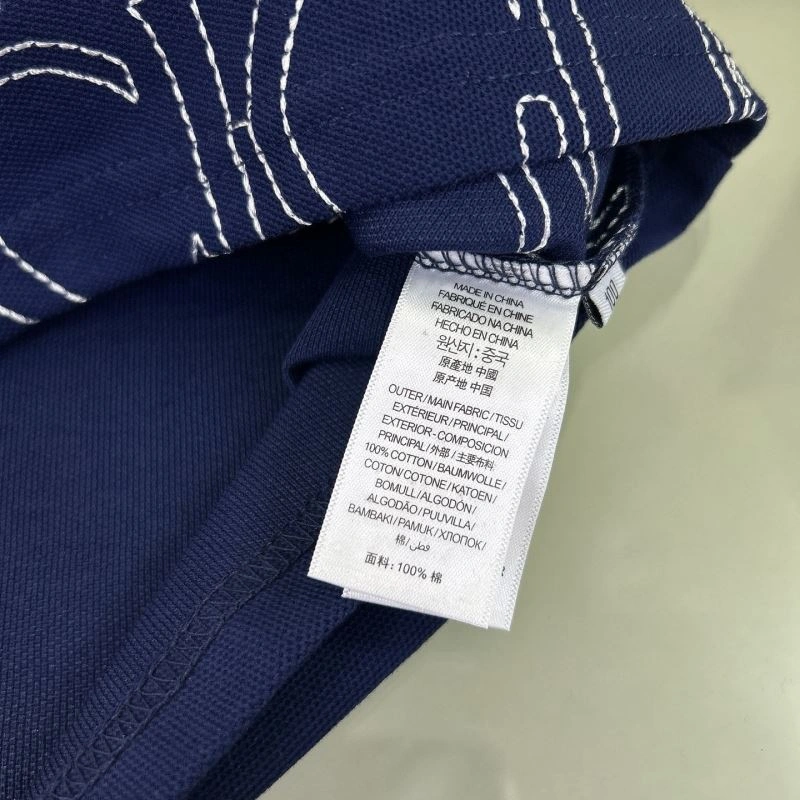 MADE IN CHINA
FABRIQUÉ EN CHINE
FABRICADO NA CHINA
HECHO EN CHINA
원산지: 중국
原產地 中國
原产地 中国
OUTER/MAIN FABRIC/TISSU
EXTÉRIEUR/PRINCIPAL/
EXTERIOR-COMPOSICION
PRINCIPAL/外部/主要布料
100% COTTON/BAUMWOLLE/
COTON/COTONE/KATOEN/
BOMULL/ALGODÓN/
ALGODÃO/PUUVILLA/
BAMBAKI/PAMUK/ХЛОПОК/
棉/قطن/
面料: 100% 棉
100